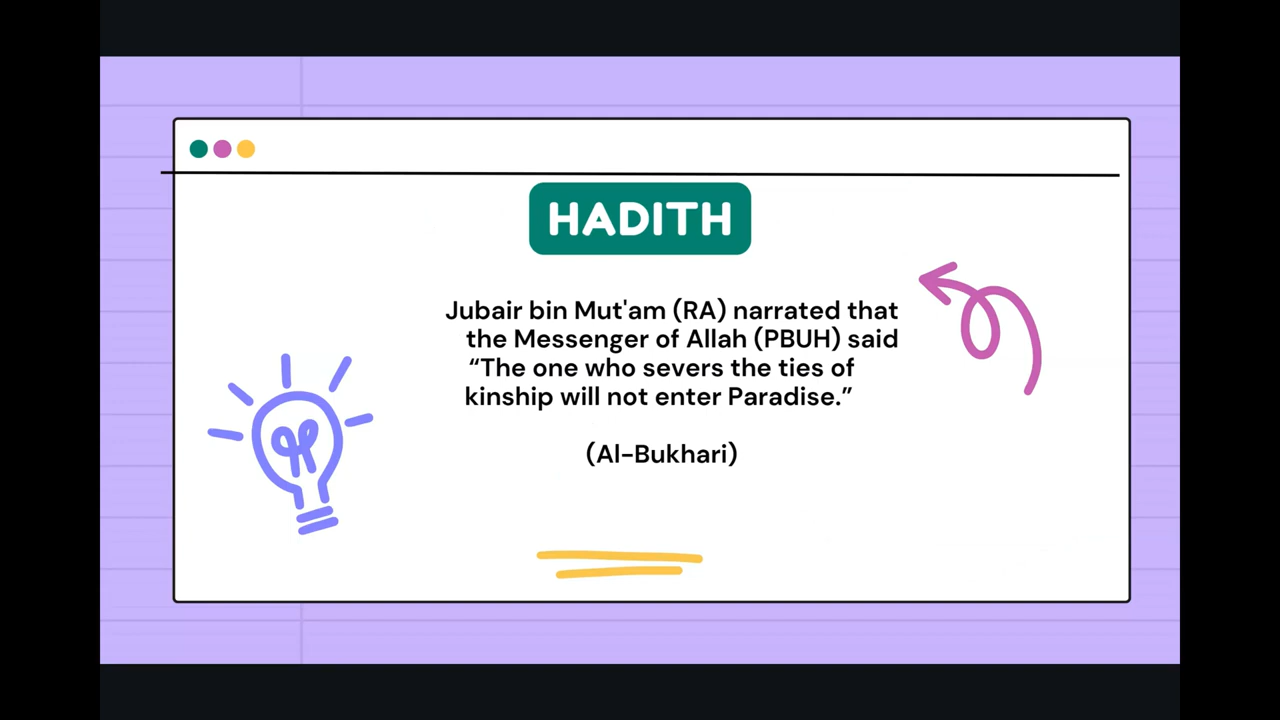 HADITH
Jubair bin Mut'am (RA) narrated that
the Messenger of Allah (PBUH) said
“The one who severs the ties of
kinship will not enter Paradise.”
(Al-Bukhari)